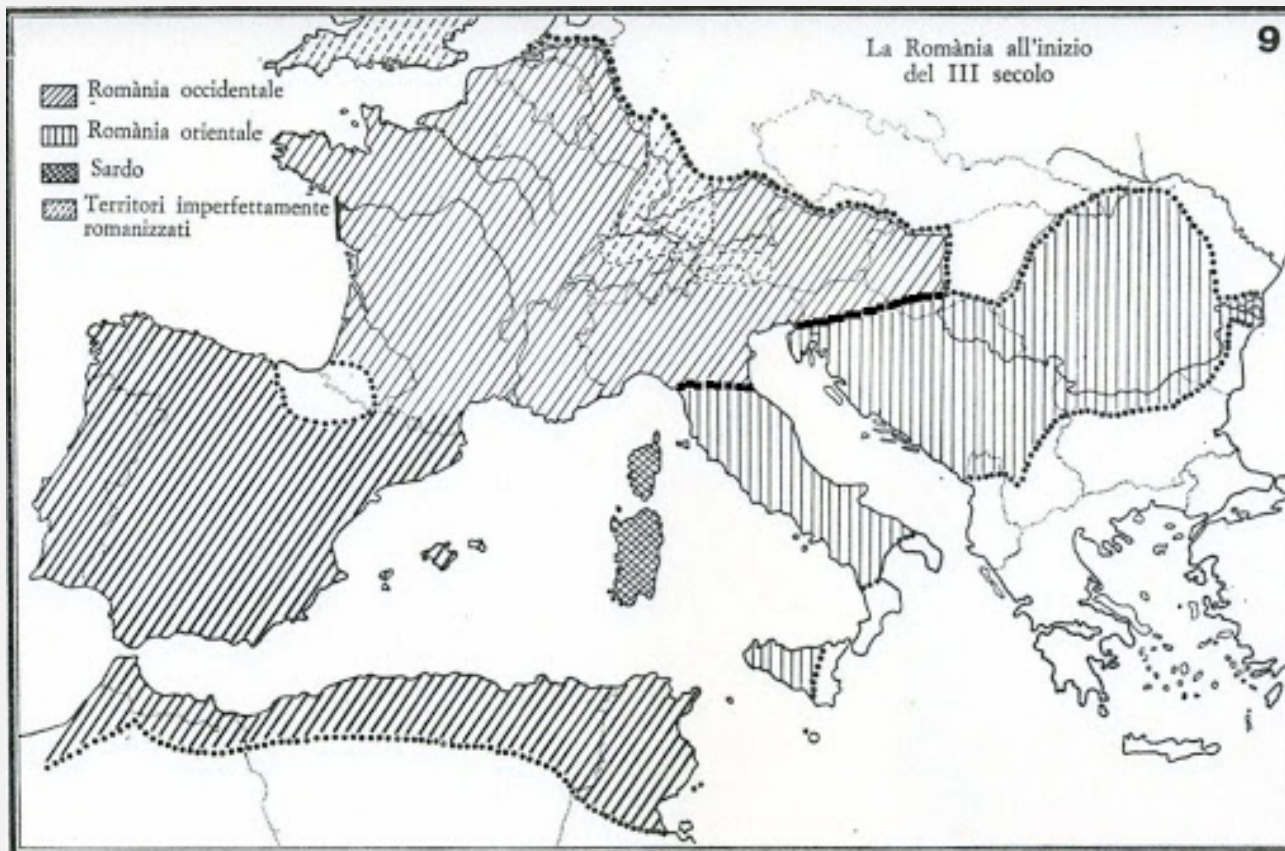 9
La Romània all'inizio
del III secolo
Romània occidentale
Romània orientale
Sardo
Territori imperfettamente
romanizzati